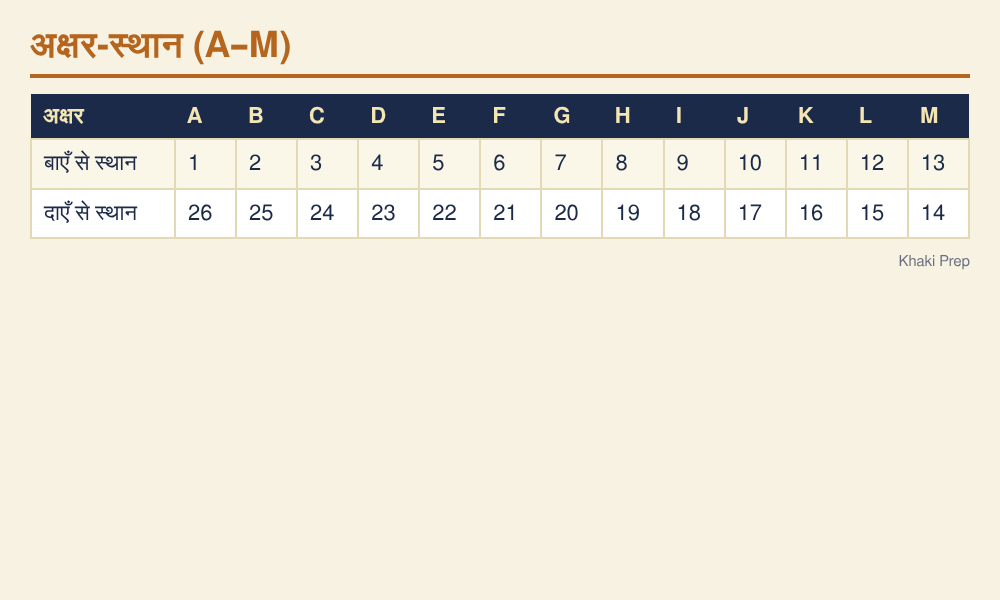 अक्षर-स्थान (A–M)
अक्षर A B C D E F G H I J K L M
बाएँ से स्थान 1 2 3 4 5 6 7 8 9 10 11 12 13
दाएँ से स्थान 26 25 24 23 22 21 20 19 18 17 16 15 14
Khaki Prep